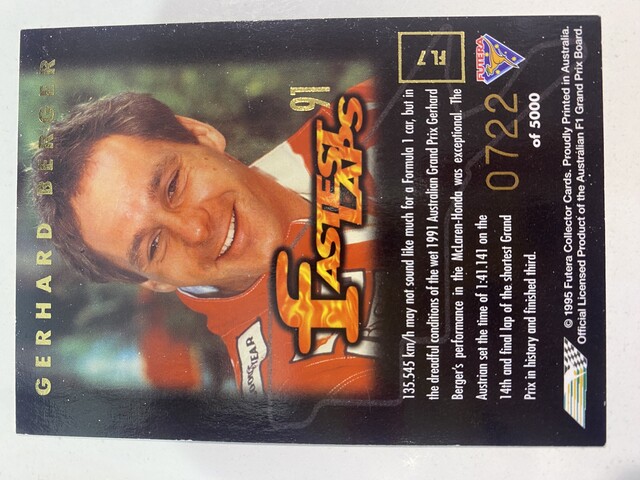 GERHARD BERGER
FASTEST
LAPS
91
135.545 km/h may not sound like much for a Formula 1 car, but in
the dreadful conditions of the wet 1991 Australian Grand Prix Gerhard
Berger's performance in the McLaren-Honda was exceptional. The
Austrian set the time of 1:41.141 on the
14th and final lap of the shortest Grand
Prix in history and finished third.
FL 7
FUTERA
0722
of 5000
© 1995 Futera Collector Cards. Proudly Printed in Australia.
Official Licensed Product of the Australian F1 Grand Prix Board.